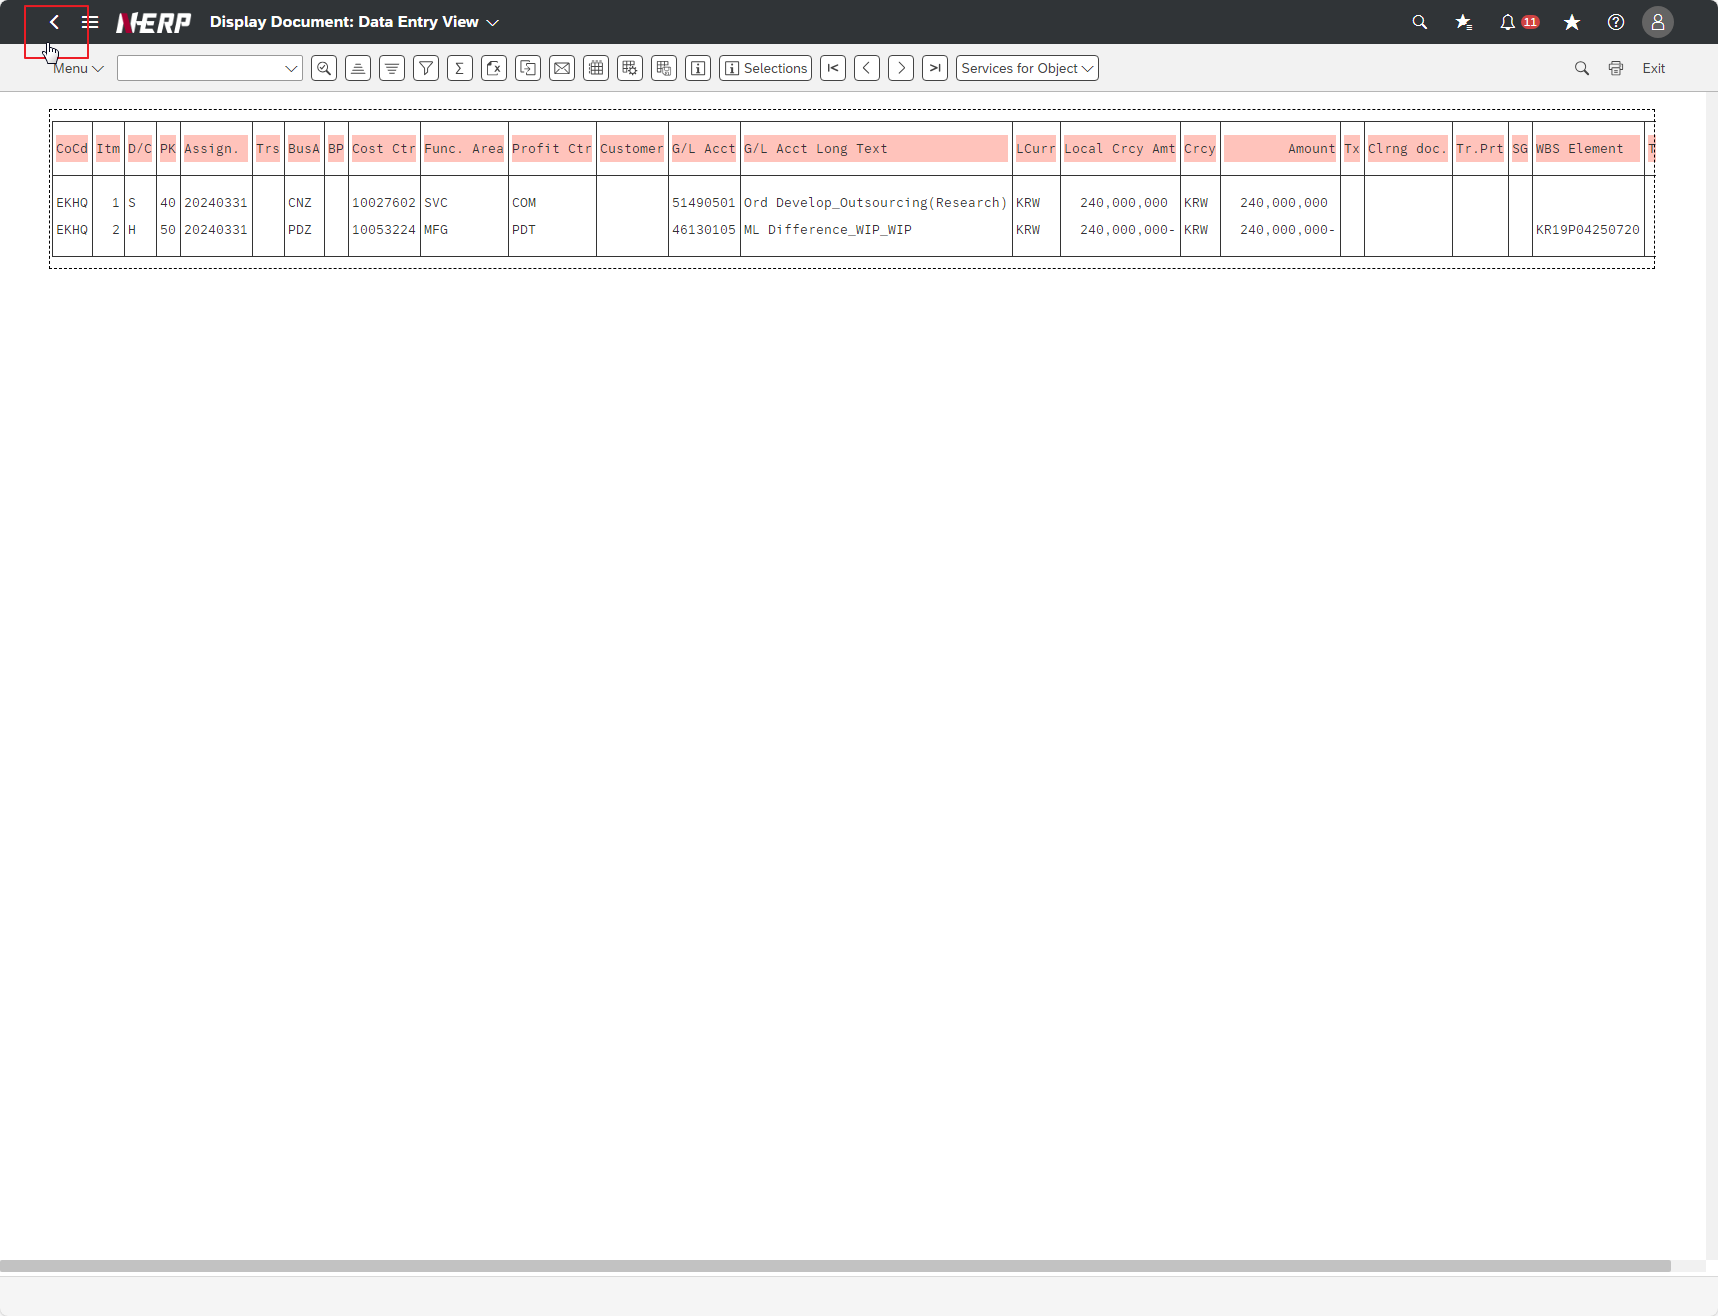 NERP Display Document: Data Entry View 11
Menu Selections Services for Object Exit
CoCd Itm D/C PK Assign. Trs BusA BP Cost Ctr Func. Area Profit Ctr Customer G/L Acct G/L Acct Long Text LCurr Local Crcy Amt Crcy Amount Tx Clrng doc. Tr.Prt SG WBS Element T
EKHQ 1 S 40 20240331 CNZ 10027602 SVC COM 51490501 Ord Develop_Outsourcing(Research) KRW 240,000,000 KRW 240,000,000
EKHQ 2 H 50 20240331 PDZ 10053224 MFG PDT 46130105 ML Difference_WIP_WIP KRW 240,000,000- KRW 240,000,000- KR19P04250720